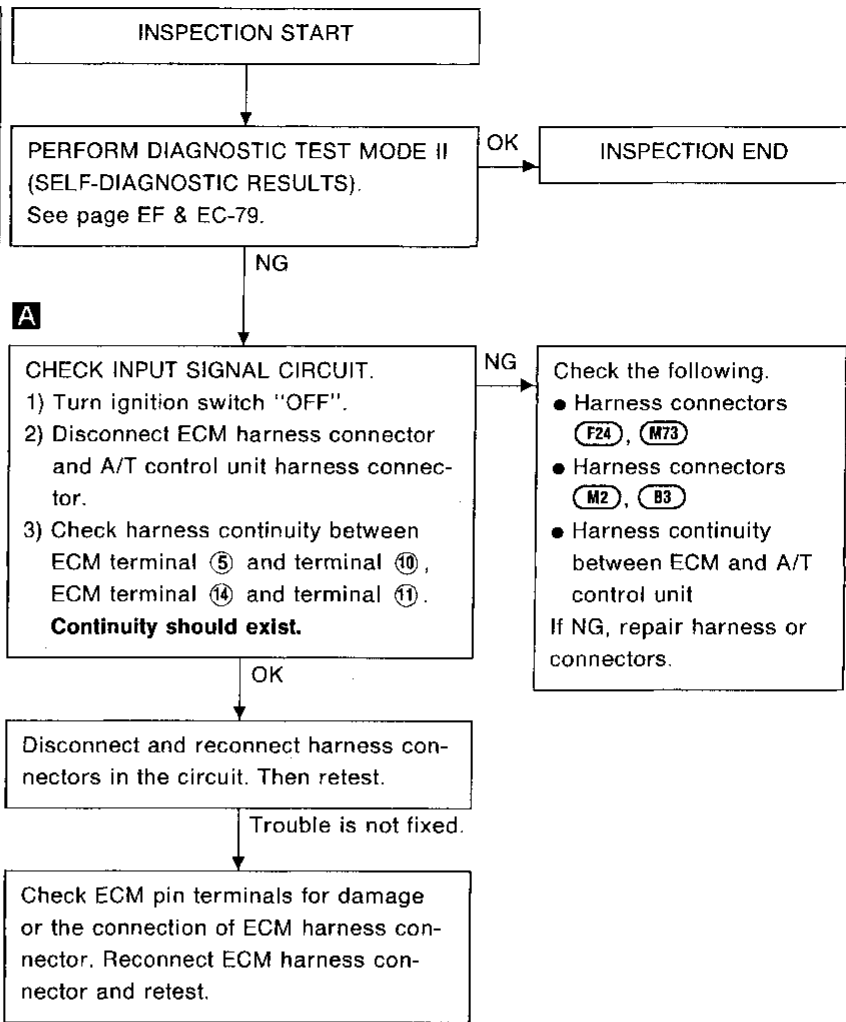 INSPECTION START
PERFORM DIAGNOSTIC TEST MODE II
(SELF-DIAGNOSTIC RESULTS).
See page EF & EC-79.
OK
INSPECTION END
NG
A
CHECK INPUT SIGNAL CIRCUIT.
1) Turn ignition switch "OFF".
2) Disconnect ECM harness connector
and A/T control unit harness connec-
tor.
3) Check harness continuity between
ECM terminal ⑤ and terminal ⑩,
ECM terminal ⑭ and terminal ⑪.
Continuity should exist.
NG
Check the following.
● Harness connectors
F24, M73
● Harness connectors
M2, B3
● Harness continuity
between ECM and A/T
control unit
If NG, repair harness or
connectors.
OK
Disconnect and reconnect harness con-
nectors in the circuit. Then retest.
Trouble is not fixed.
Check ECM pin terminals for damage
or the connection of ECM harness con-
nector. Reconnect ECM harness con-
nector and retest.